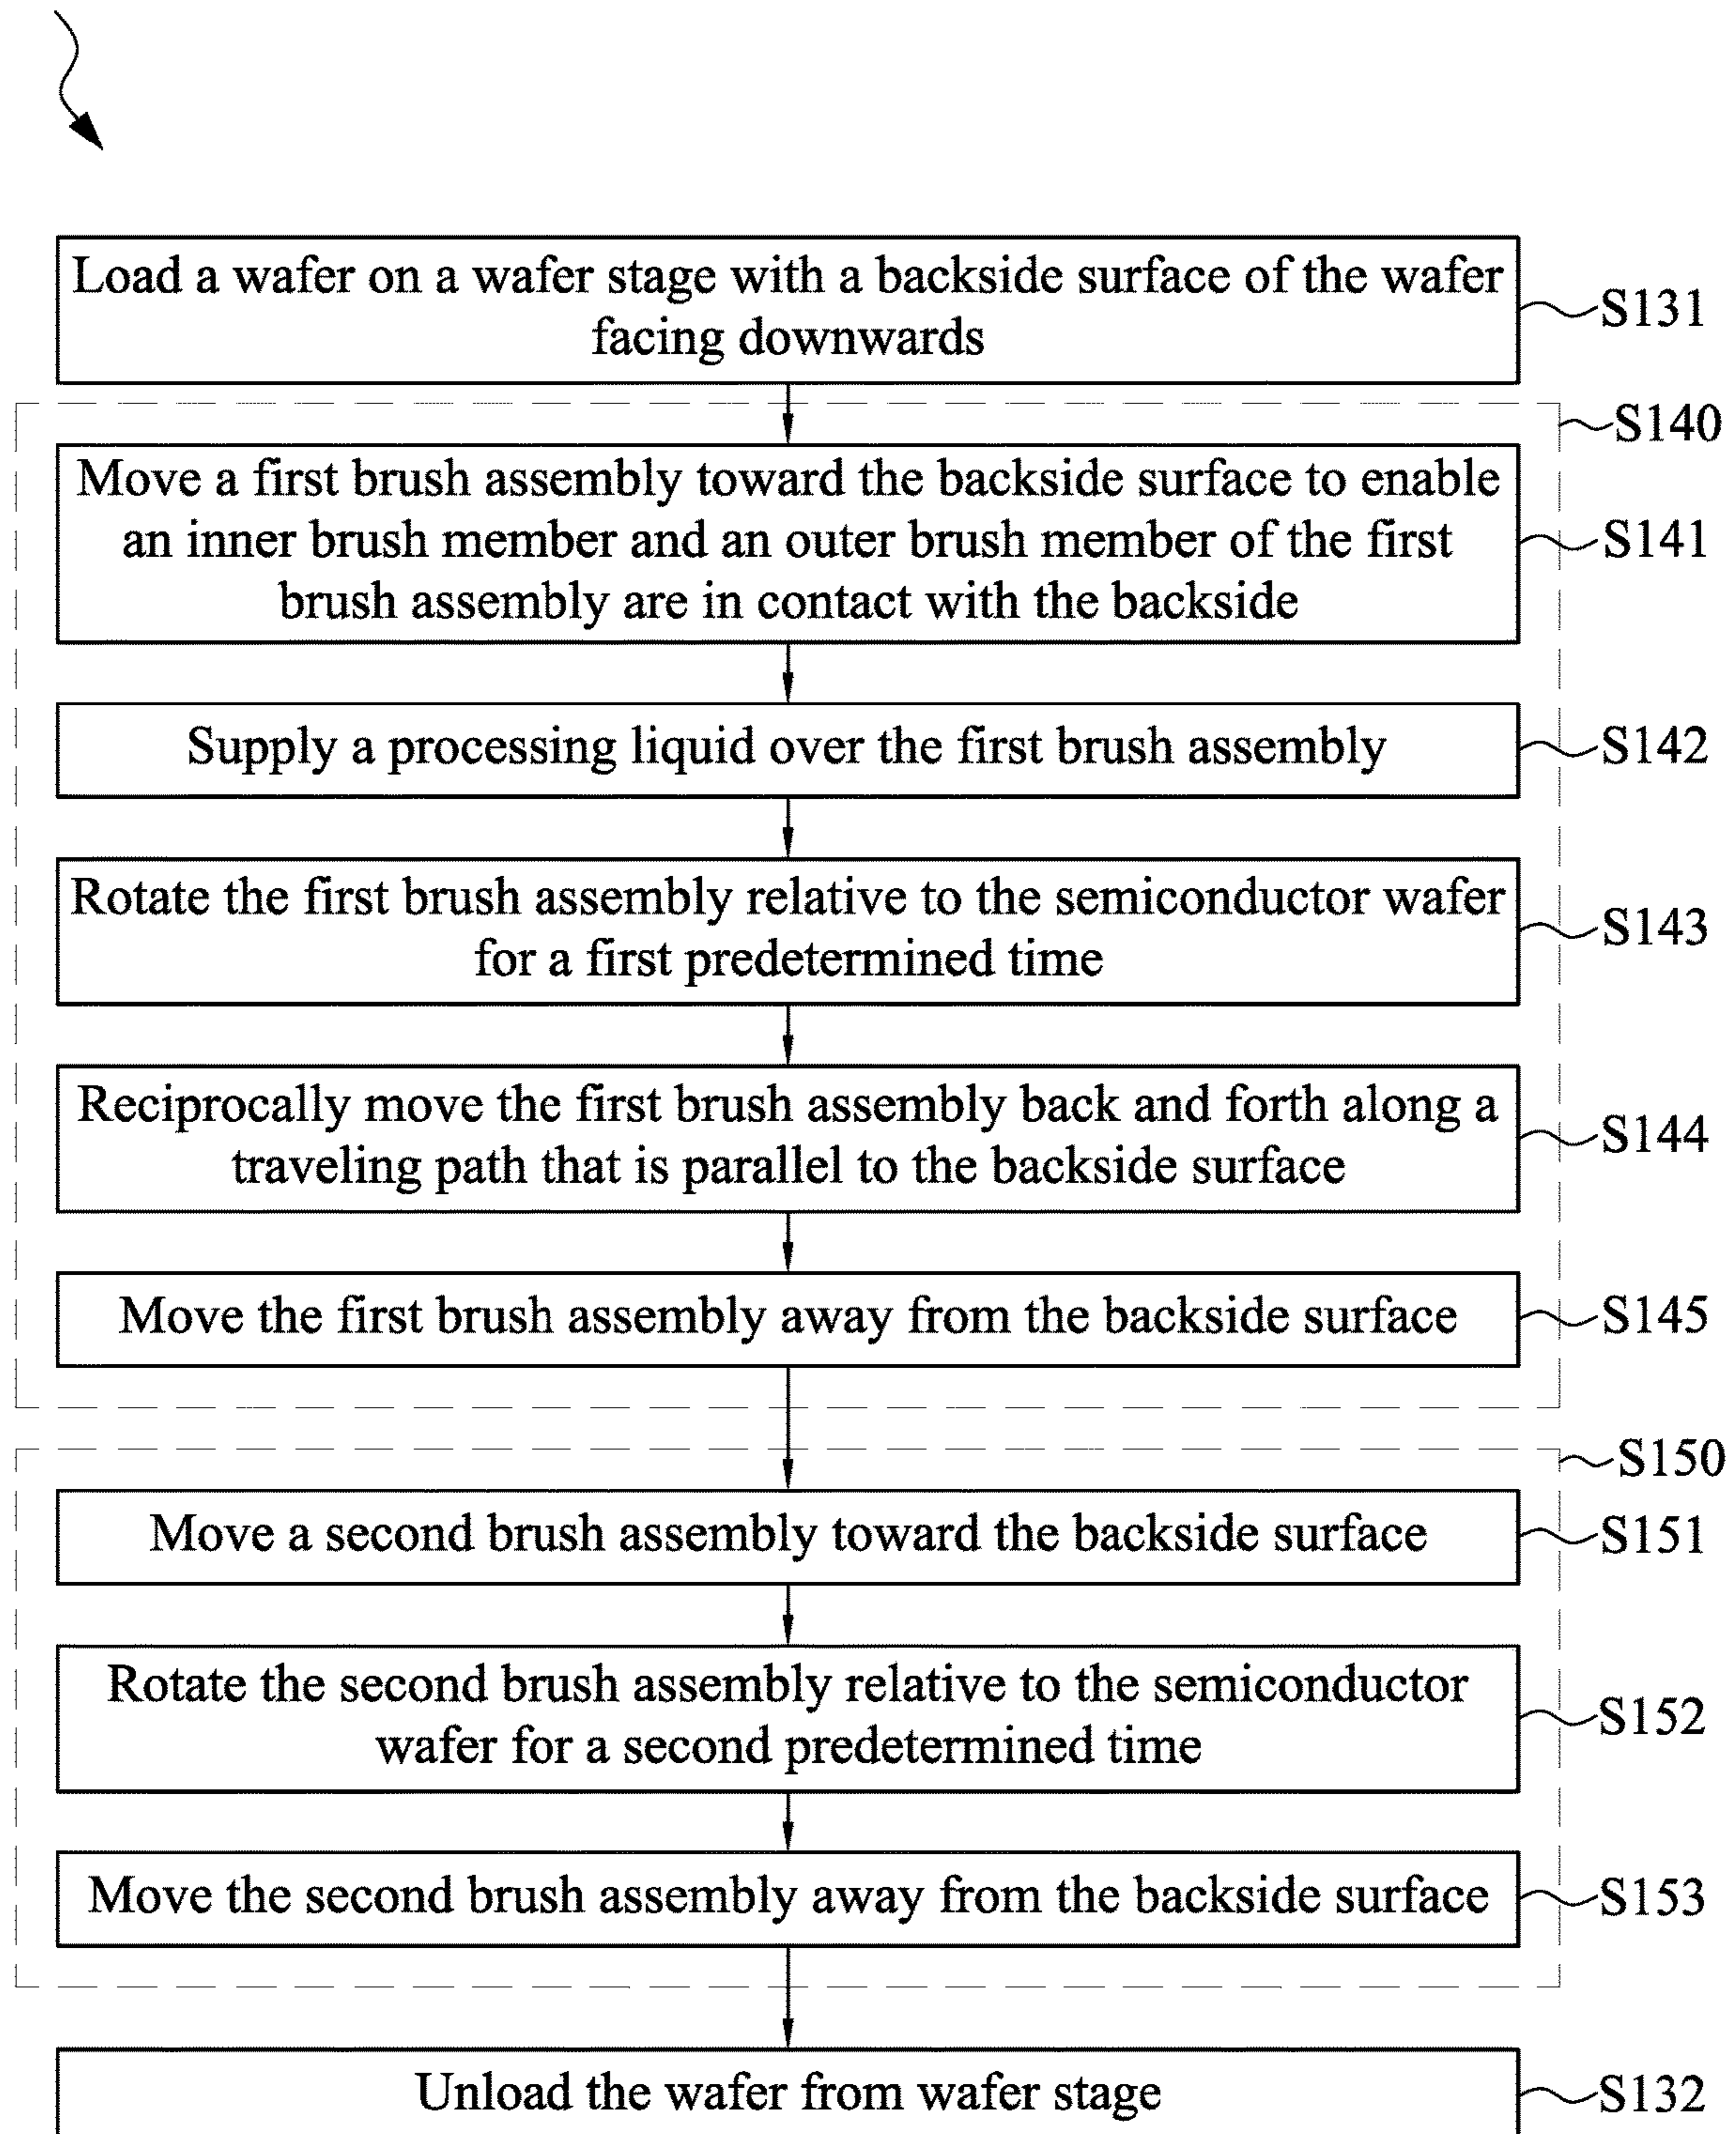 Load a wafer on a wafer stage with a backside surface of the wafer
facing downwards
S131
S140
Move a first brush assembly toward the backside surface to enable
an inner brush member and an outer brush member of the first
brush assembly are in contact with the backside
S141
Supply a processing liquid over the first brush assembly
S142
Rotate the first brush assembly relative to the semiconductor wafer
for a first predetermined time
S143
Reciprocally move the first brush assembly back and forth along a
traveling path that is parallel to the backside surface
S144
Move the first brush assembly away from the backside surface
S145
S150
Move a second brush assembly toward the backside surface
S151
Rotate the second brush assembly relative to the semiconductor
wafer for a second predetermined time
S152
Move the second brush assembly away from the backside surface
S153
Unload the wafer from wafer stage
S132